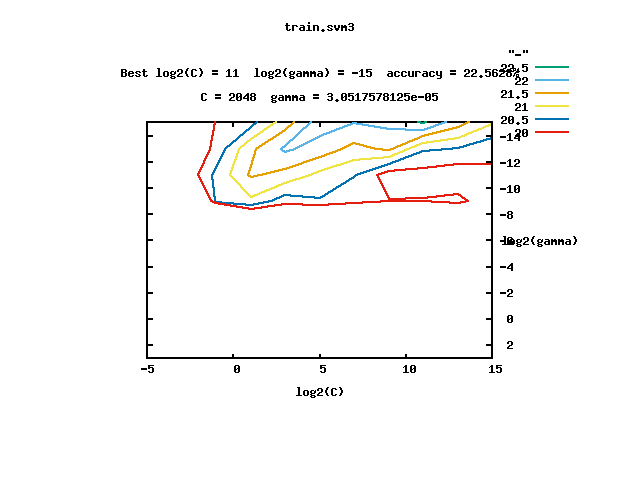 train.svm3
"-"
22.5
Best log2(C) = 11  log2(gamma) = -15  accuracy = 22.5628%
22
21.5
C = 2048  gamma = 3.0517578125e-05
21
20.5
20
-14
-12
-10
-8
-6
log2(gamma)
-4
-2
0
2
-5 0 5 10 15
log2(C)